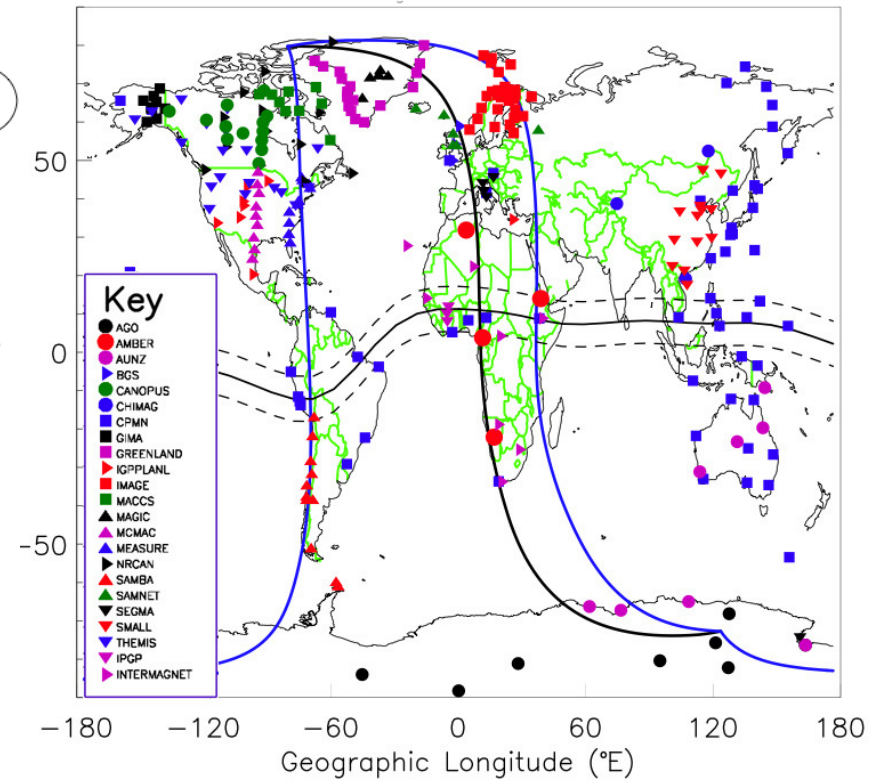 50
0
-50
Key
AGO
AMBER
AUNZ
BGS
CANOPUS
CHIMAG
CPMN
GIMA
GREENLAND
IGPPLANL
IMAGE
MACCS
MAGIC
MCMAC
MEASURE
NRCAN
SAMBA
SAMNET
SEGMA
SMALL
THEMIS
IPGP
INTERMAGNET
-180 -120 -60 0 60 120 180
Geographic Longitude (°E)